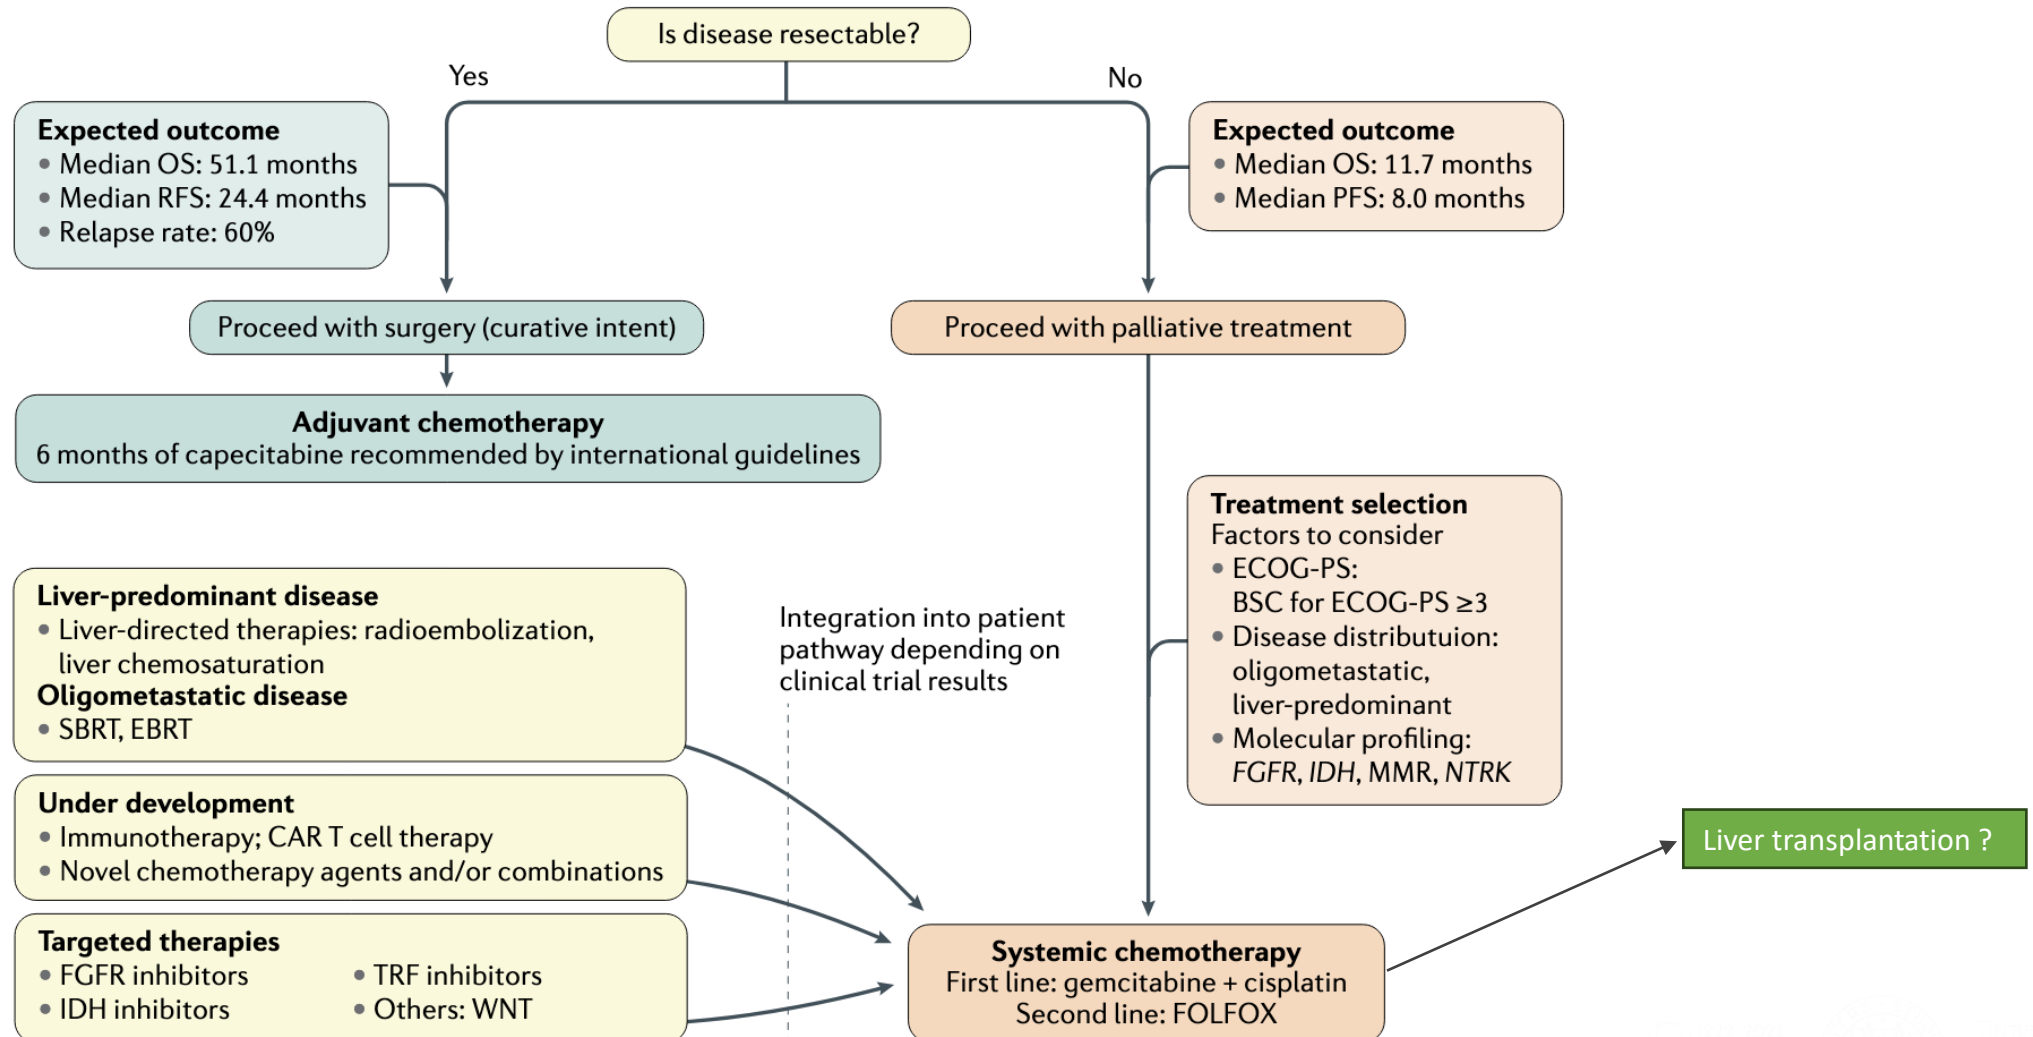 Is disease resectable?
Yes
No
Expected outcome
• Median OS: 51.1 months
• Median RFS: 24.4 months
• Relapse rate: 60%
Expected outcome
• Median OS: 11.7 months
• Median PFS: 8.0 months
Proceed with surgery (curative intent)
Proceed with palliative treatment
Adjuvant chemotherapy
6 months of capecitabine recommended by international guidelines
Treatment selection
Factors to consider
• ECOG-PS:
BSC for ECOG-PS ≥3
• Disease distributuion:
oligometastatic,
liver-predominant
• Molecular profiling:
FGFR, IDH, MMR, NTRK
Liver-predominant disease
• Liver-directed therapies: radioembolization,
liver chemosaturation
Oligometastatic disease
• SBRT, EBRT
Integration into patient
pathway depending on
clinical trial results
Under development
• Immunotherapy; CAR T cell therapy
• Novel chemotherapy agents and/or combinations
Targeted therapies
• FGFR inhibitors
• TRF inhibitors
• IDH inhibitors
• Others: WNT
Systemic chemotherapy
First line: gemcitabine + cisplatin
Second line: FOLFOX
Liver transplantation ?